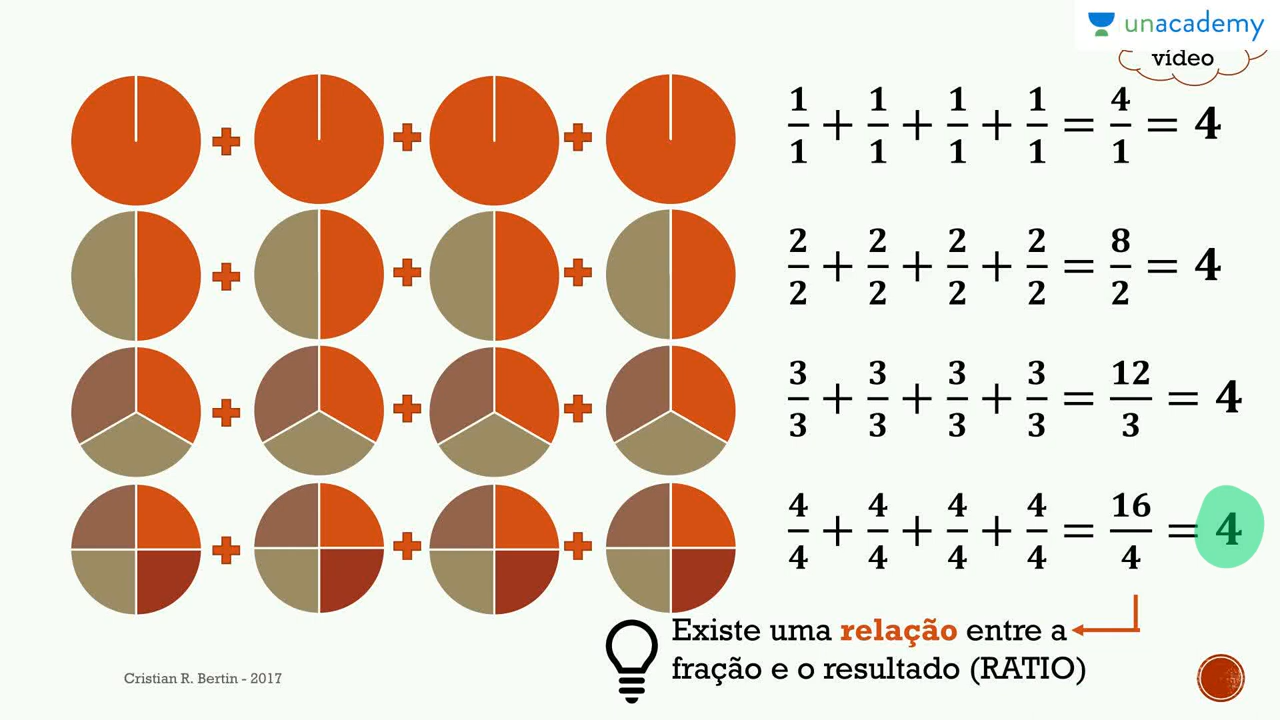 unacademy
vídeo
1/1 + 1/1 + 1/1 + 1/1 = 4/1 = 4
2/2 + 2/2 + 2/2 + 2/2 = 8/2 = 4
3/3 + 3/3 + 3/3 + 3/3 = 12/3 = 4
4/4 + 4/4 + 4/4 + 4/4 = 16/4 = 4
Existe uma relação entre a
fração e o resultado (RATIO)
Cristian R. Bertin - 2017